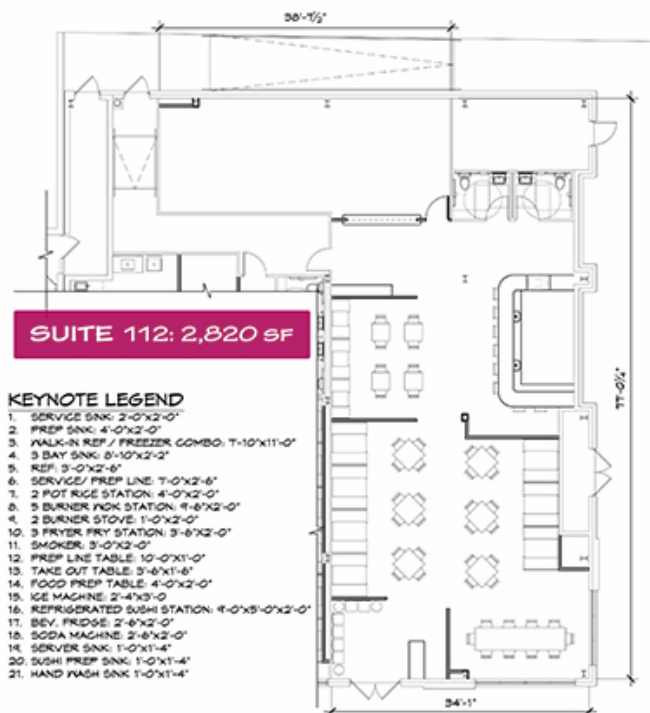 38'-7½"
SUITE 112: 2,820 SF
77'-0¼"
KEYNOTE LEGEND
1. SERVICE SINK: 2'-0"X2'-0"
2. PREP SINK: 4'-0"X2'-0"
3. WALK-IN REF./ FREEZER COMBO: 7'-10"X11'-0"
4. 3 BAY SINK: 8'-10"X2'-2"
5. REF: 3'-0"X2'-6"
6. SERVICE/ PREP LINE: 7'-0"X2'-6"
7. 2 POT RICE STATION: 4'-0"X2'-0"
8. 5 BURNER WOK STATION: 9'-6"X2'-0"
9. 2 BURNER STOVE: 1'-0"X2'-0"
10. 3 FRYER FRY STATION: 3'-6"X2'-0"
11. SMOKER: 3'-0"X2'-0"
12. PREP LINE TABLE: 10'-0"X1'-0"
13. TAKE OUT TABLE: 3'-6"X1'-6"
14. FOOD PREP TABLE: 4'-0"X2'-0"
15. ICE MACHINE: 2'-4"X3'-0
16. REFRIGERATED SUSHI STATION: 9'-0"X5'-0"X2'-0"
17. BEV. FRIDGE: 2'-6"X2'-0"
18. SODA MACHINE: 2'-6"X2'-0"
19. SERVER SINK: 1'-0"X1'-4"
20. SUSHI PREP SINK: 1'-0"X1'-4"
21. HAND WASH SINK 1'-0"X1'-4"
34'-1"